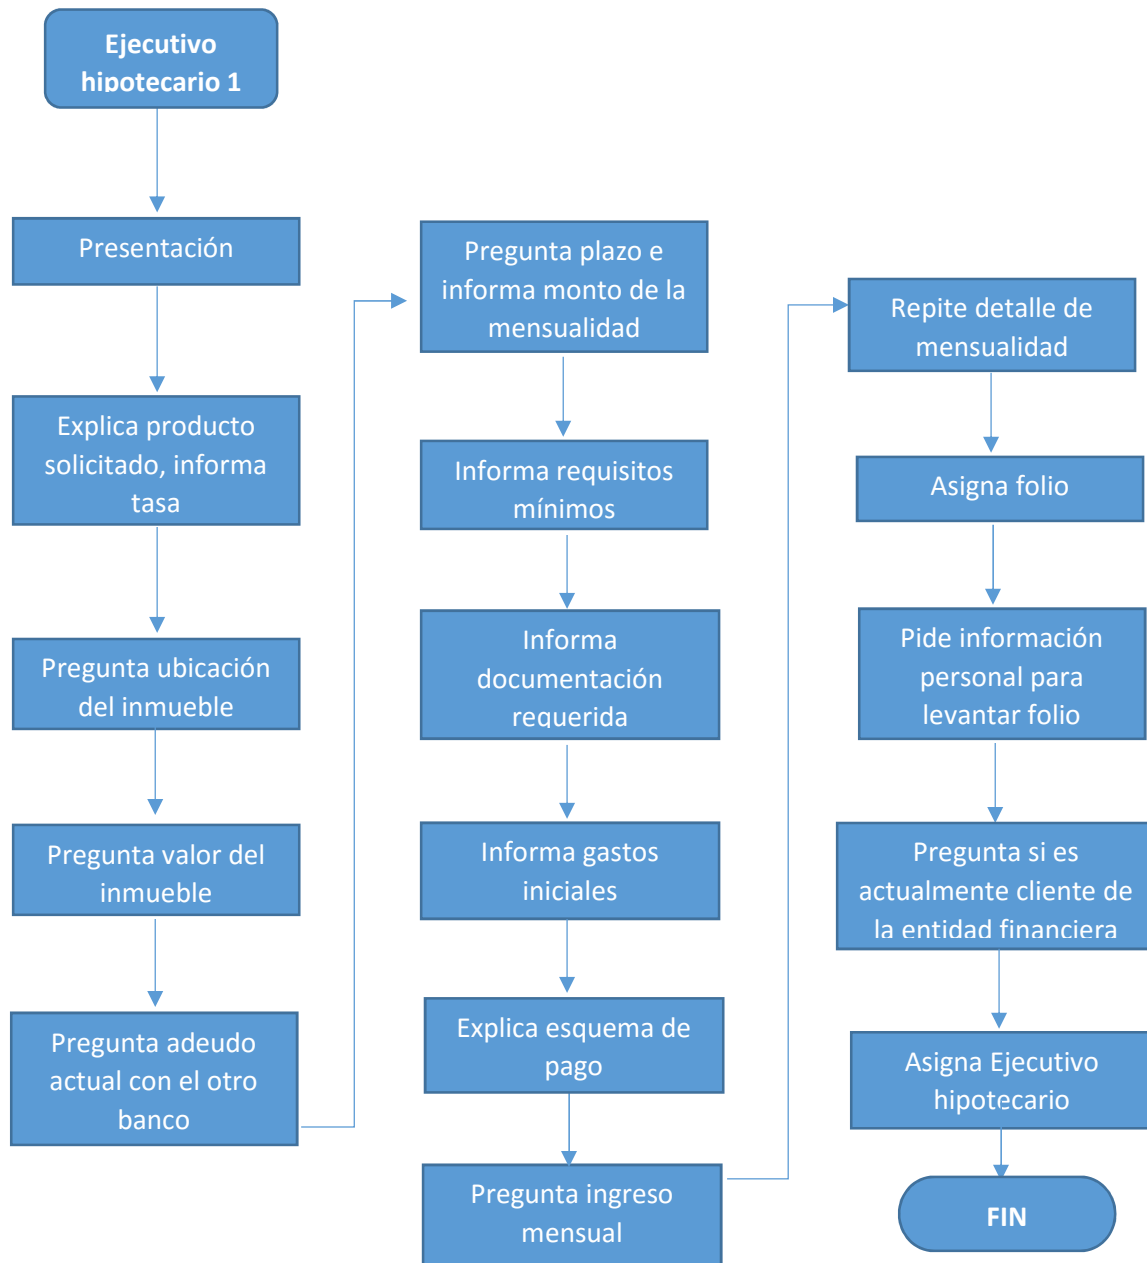 Ejecutivo
hipotecario 1
Presentación
Explica producto
solicitado, informa
tasa
Pregunta ubicación
del inmueble
Pregunta valor del
inmueble
Pregunta adeudo
actual con el otro
banco
Pregunta plazo e
informa monto de la
mensualidad
Informa requisitos
mínimos
Informa
documentación
requerida
Informa gastos
iniciales
Explica esquema de
pago
Pregunta ingreso
mensual
Repite detalle de
mensualidad
Asigna folio
Pide información
personal para
levantar folio
Pregunta si es
actualmente cliente de
la entidad financiera
Asigna Ejecutivo
hipotecario
FIN